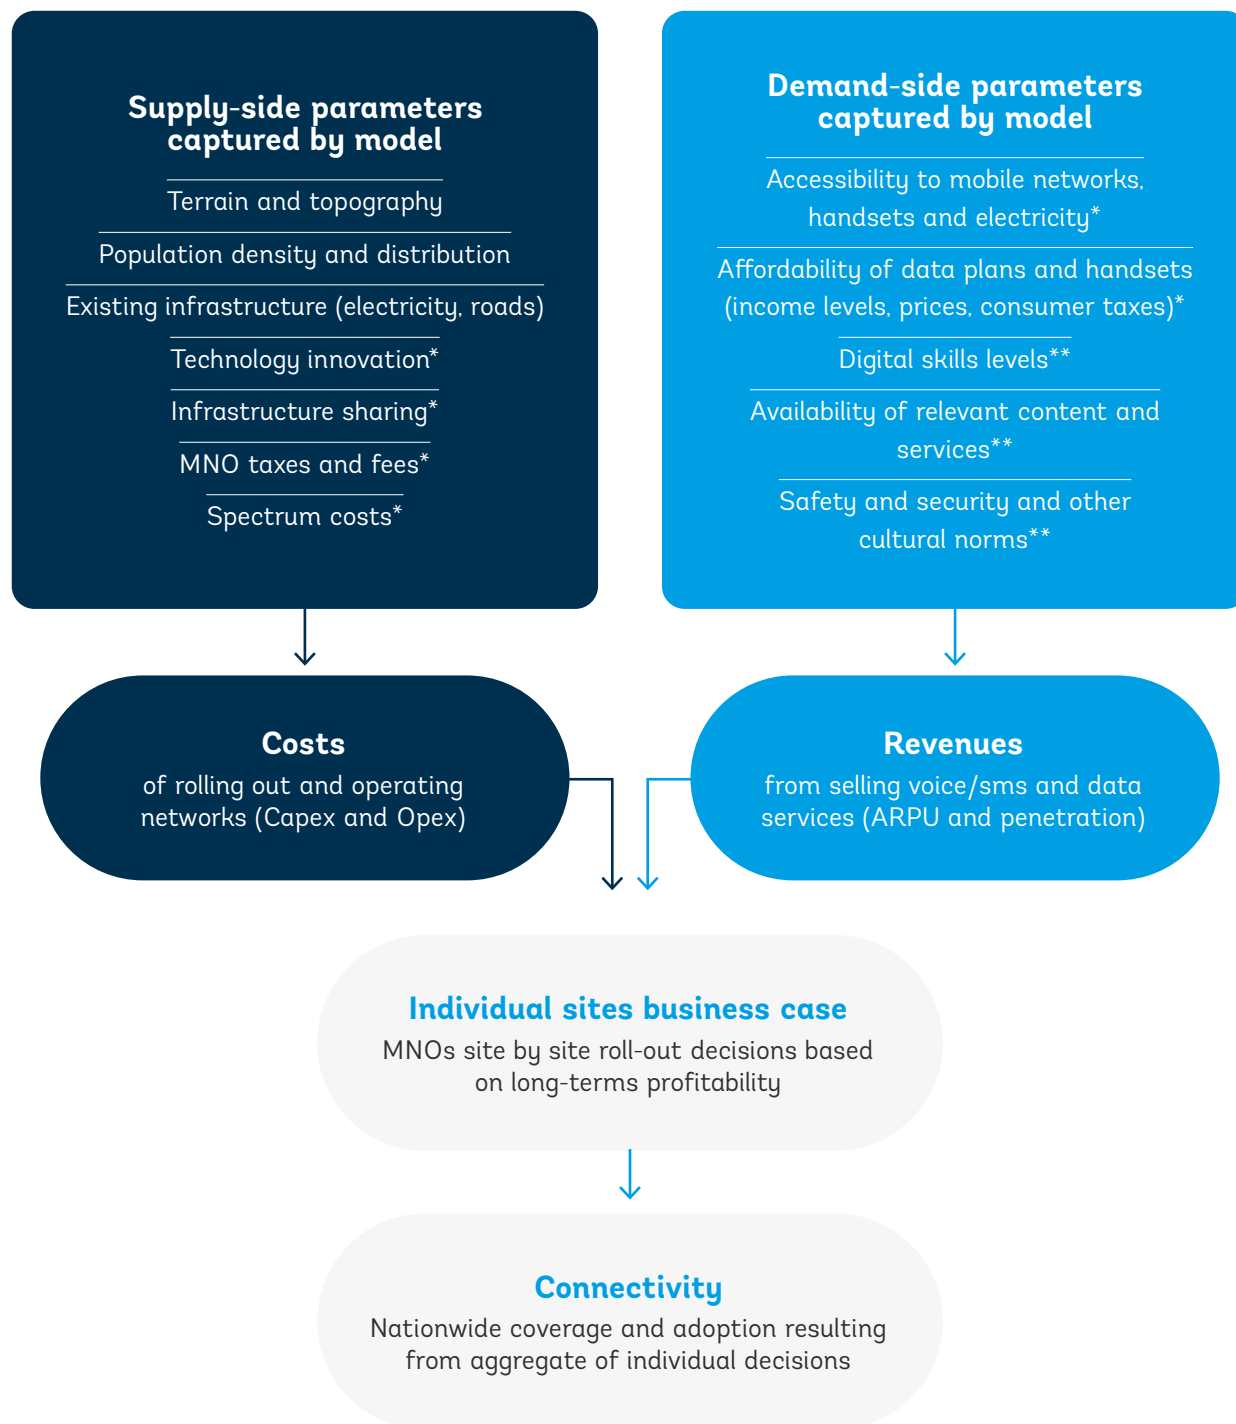 Supply-side parameters
captured by model
Terrain and topography
Population density and distribution
Existing infrastructure (electricity, roads)
Technology innovation*
Infrastructure sharing*
MNO taxes and fees*
Spectrum costs*
Demand-side parameters
captured by model
Accessibility to mobile networks,
handsets and electricity*
Affordability of data plans and handsets
(income levels, prices, consumer taxes)*
Digital skills levels**
Availability of relevant content and
services**
Safety and security and other
cultural norms**
Costs
of rolling out and operating
networks (Capex and Opex)
Revenues
from selling voice/sms and data
services (ARPU and penetration)
Individual sites business case
MNOs site by site roll-out decisions based
on long-terms profitability
Connectivity
Nationwide coverage and adoption resulting
from aggregate of individual decisions